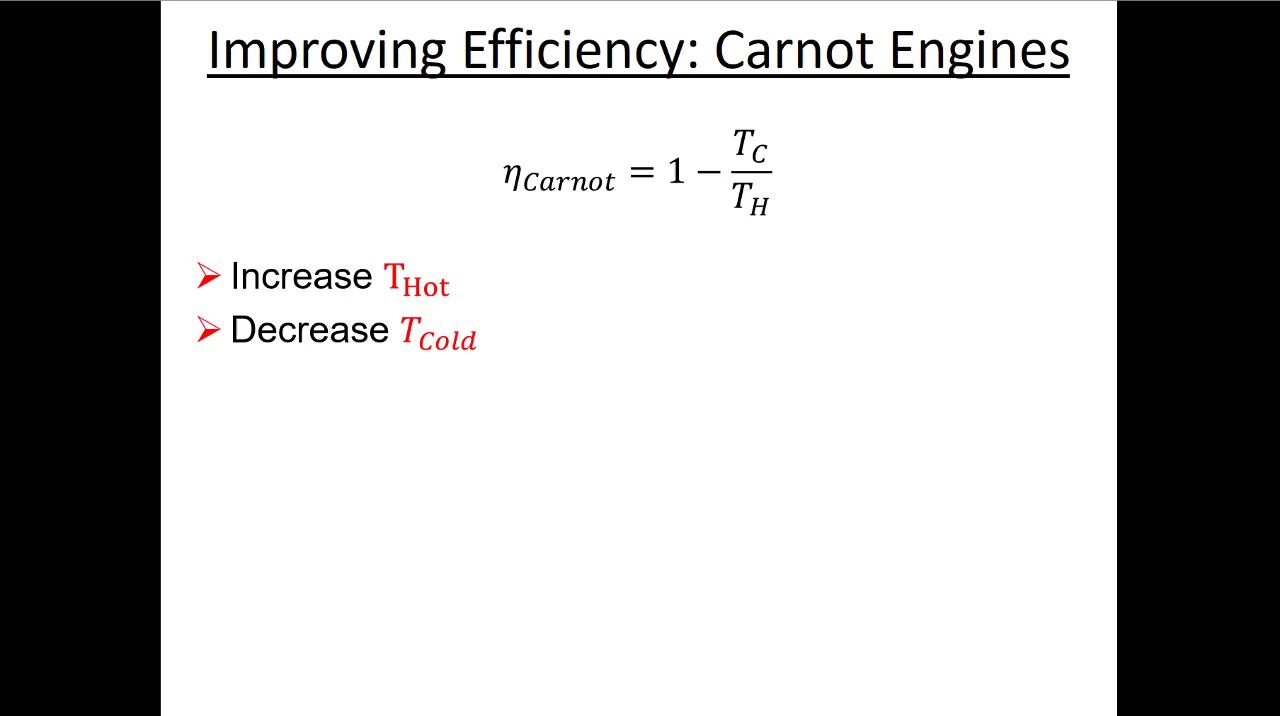 Improving Efficiency: Carnot Engines
η_Carnot = 1 − T_C/T_H
➢ Increase T_Hot
➢ Decrease T_Cold